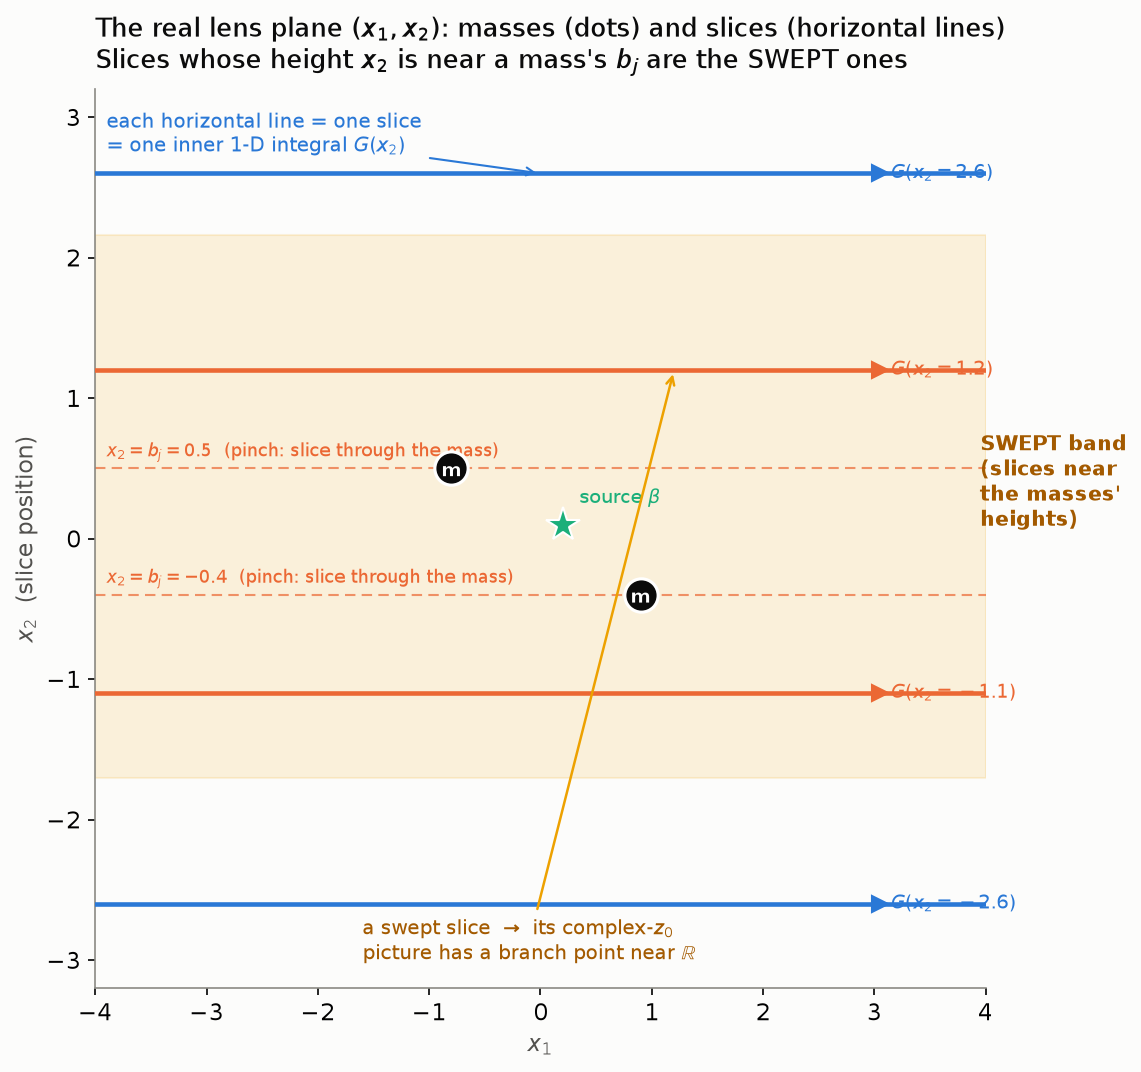 The real lens plane (x₁, x₂): masses (dots) and slices (horizontal lines)
Slices whose height x₂ is near a mass's bⱼ are the SWEPT ones
each horizontal line = one slice
= one inner 1-D integral G(x₂)
G(x₂ = 2.6)
G(x₂ = 1.2)
x₂ = bⱼ = 0.5 (pinch: slice through the mass)
m
SWEPT band
(slices near
the masses'
heights)
source β
x₂ = bⱼ = −0.4 (pinch: slice through the mass)
m
G(x₂ = −1.1)
G(x₂ = −2.6)
a swept slice → its complex-z₀
picture has a branch point near ℝ
3
2
1
0
−1
−2
−3
x₂ (slice position)
−4
−3
−2
−1
0
1
2
3
4
x₁